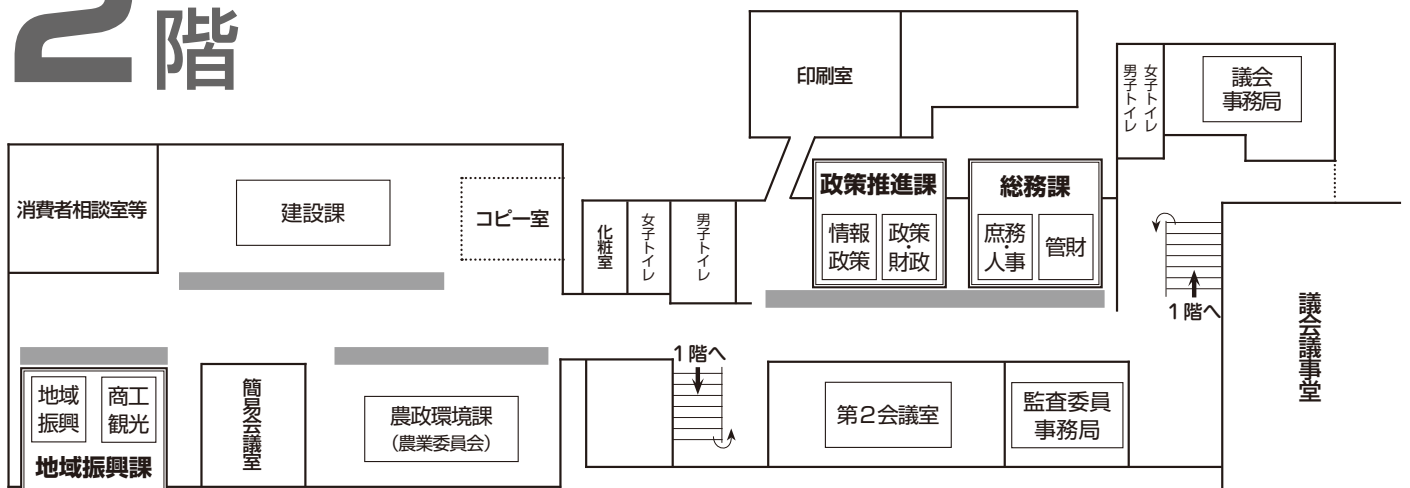 2階
印刷室
女子トイレ
男子トイレ
議会
事務局
消費者相談室等
建設課
コピー室
化粧室
女子トイレ
男子トイレ
政策推進課
情報
政策
政策・
財政
総務課
庶務・
人事
管財
1階へ
議会議事堂
地域
振興
商工
観光
地域振興課
簡易会議室
農政環境課
(農業委員会)
1階へ
第2会議室
監査委員
事務局